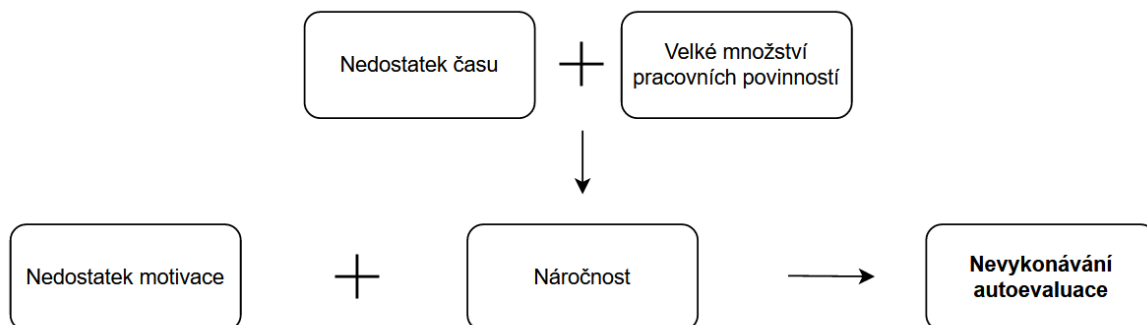 Nedostatek času
Velké množství
pracovních povinností
Nedostatek motivace
Náročnost
Nevykonávání
autoevaluace